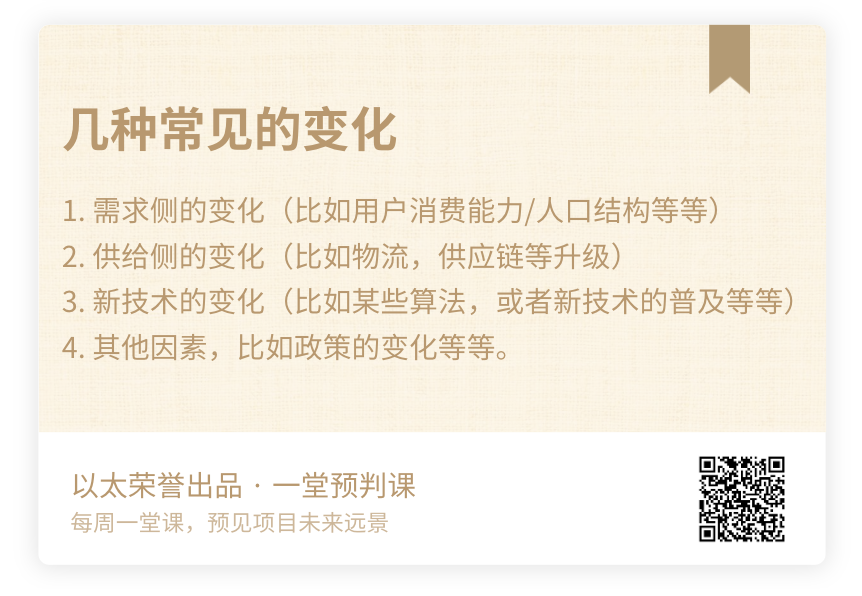 几种常见的变化
1. 需求侧的变化（比如用户消费能力/人口结构等等）
2. 供给侧的变化（比如物流，供应链等升级）
3. 新技术的变化（比如某些算法，或者新技术的普及等等）
4. 其他因素，比如政策的变化等等。
以太荣誉出品 · 一堂预判课
每周一堂课，预见项目未来远景